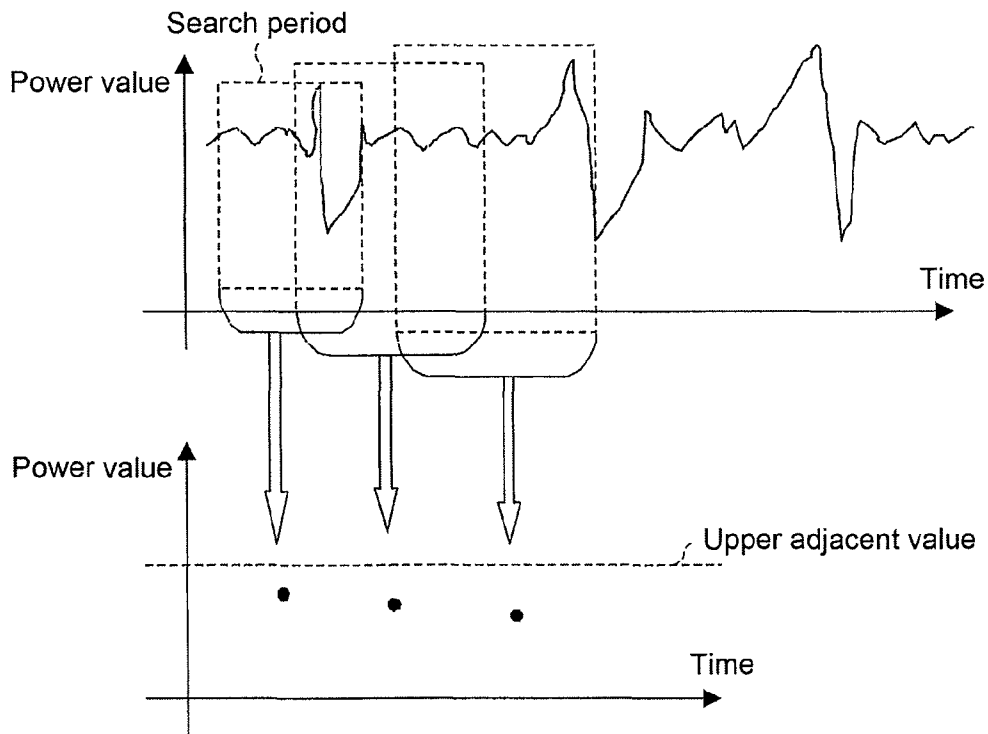 Search period
Power value
Time
Power value
Upper adjacent value
Time